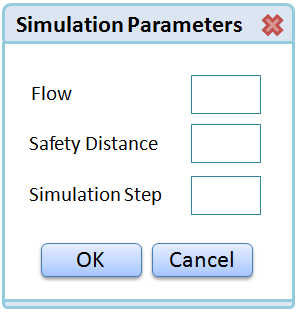 Simulation Parameters
Flow
Safety Distance
Simulation Step
OK Cancel